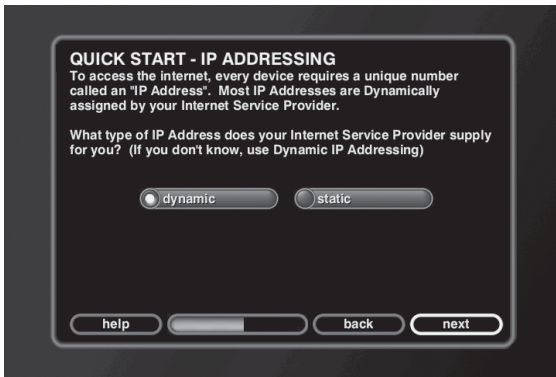 QUICK START - IP ADDRESSING
To access the internet, every device requires a unique number
called an "IP Address".  Most IP Addresses are Dynamically
assigned by your Internet Service Provider.
What type of IP Address does your Internet Service Provider supply
for you?  (If you don't know, use Dynamic IP Addressing)
dynamic static
help back next